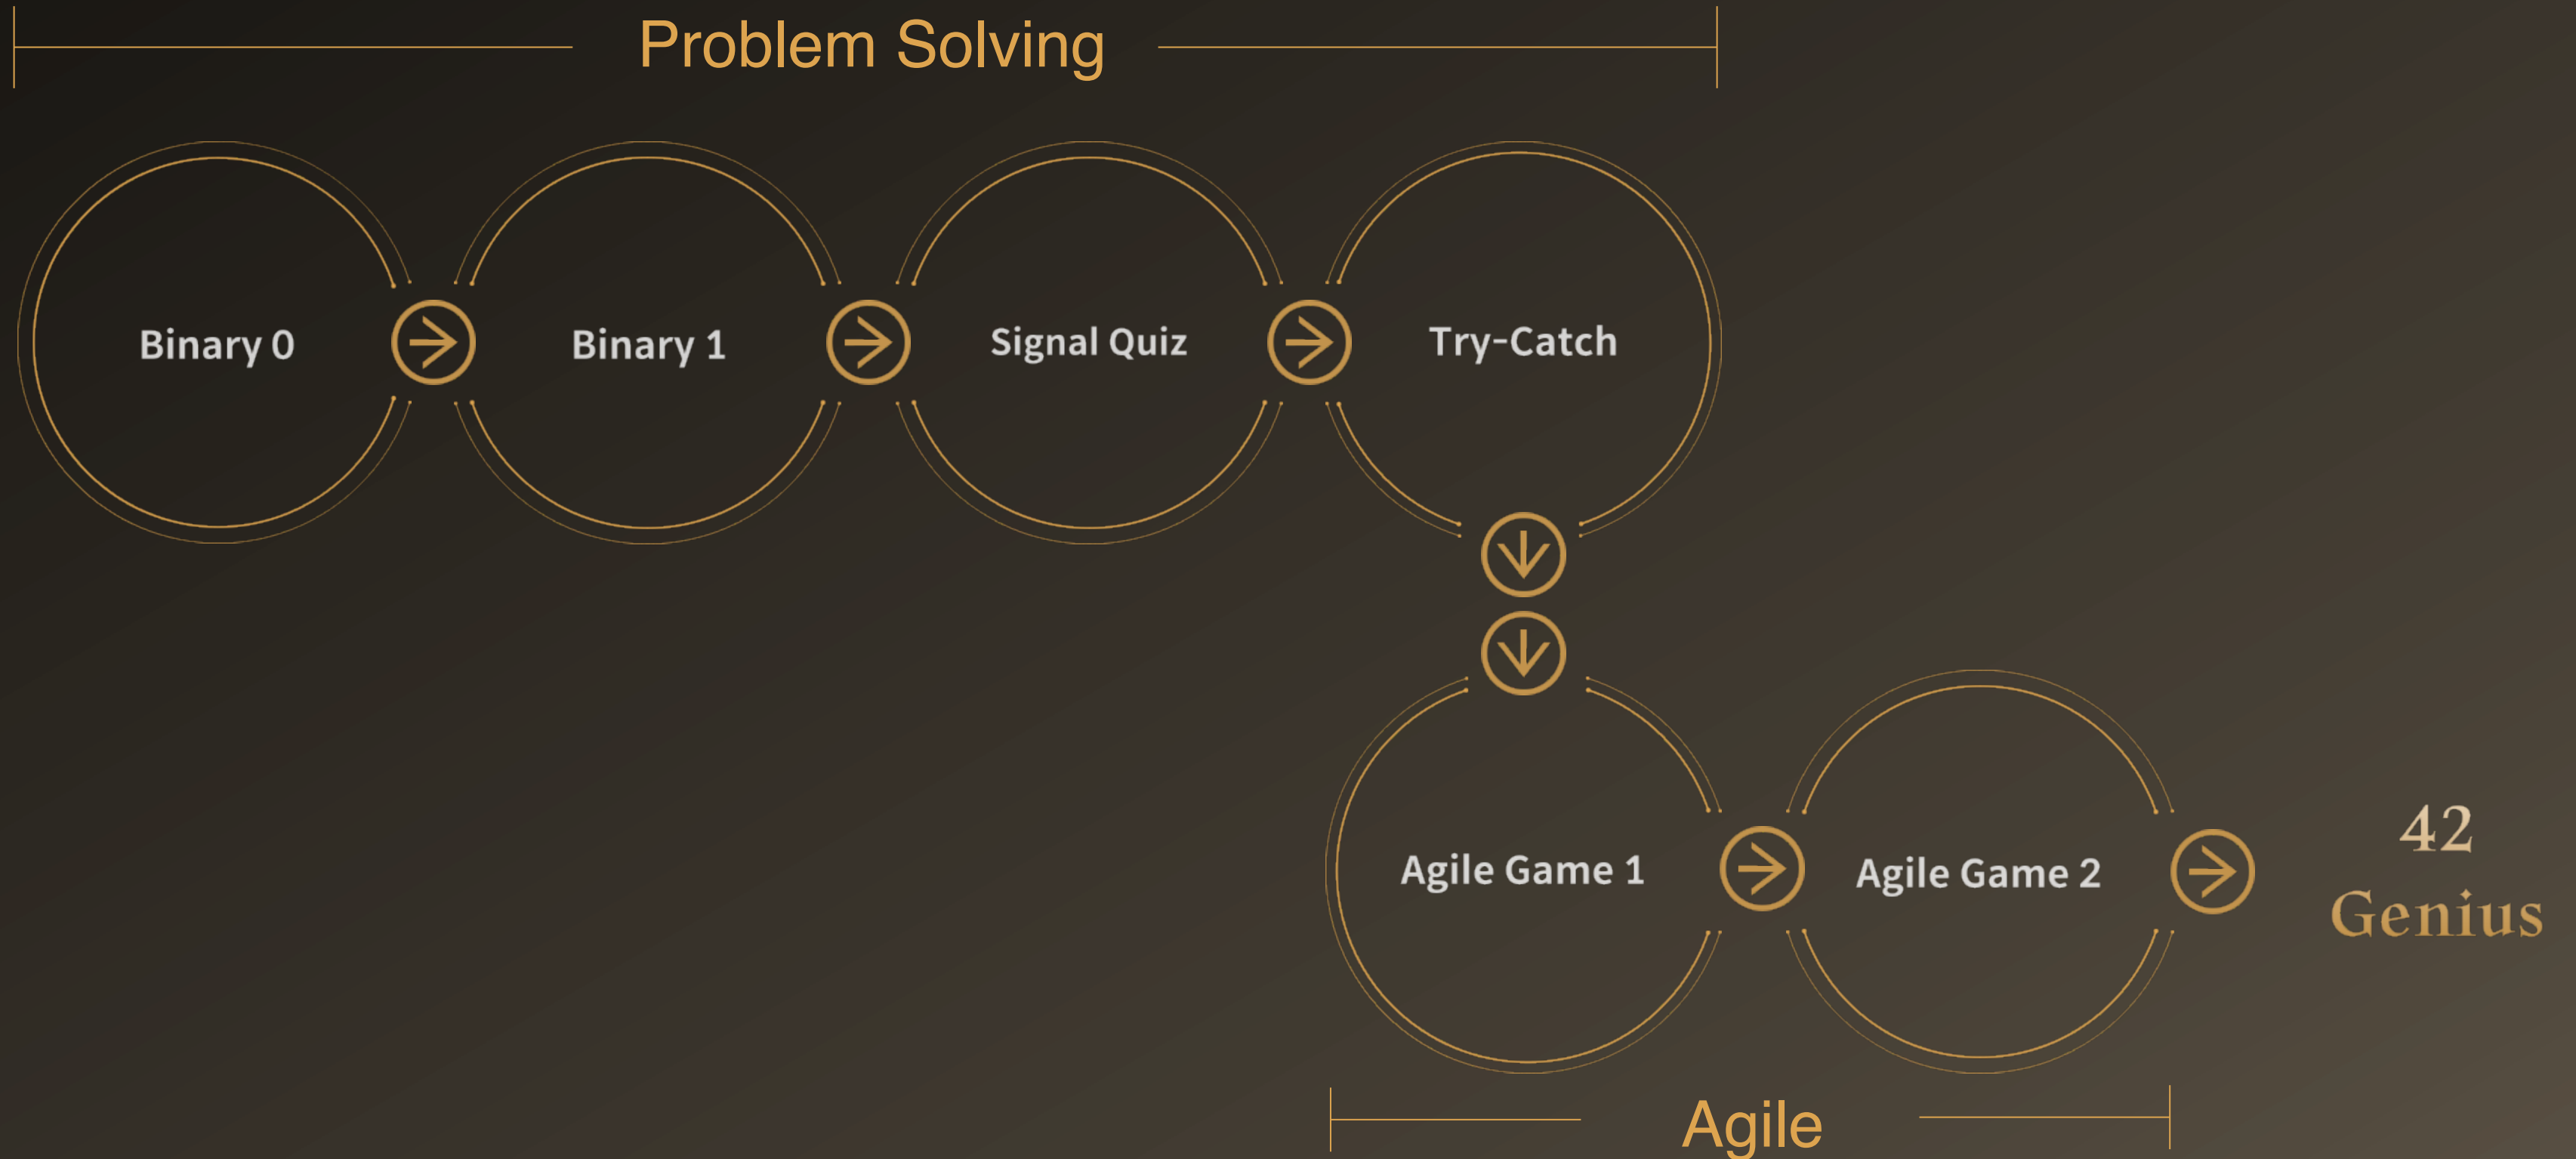 Problem Solving
Binary 0
Binary 1
Signal Quiz
Try-Catch
Agile Game 1
Agile Game 2
42
Genius
Agile